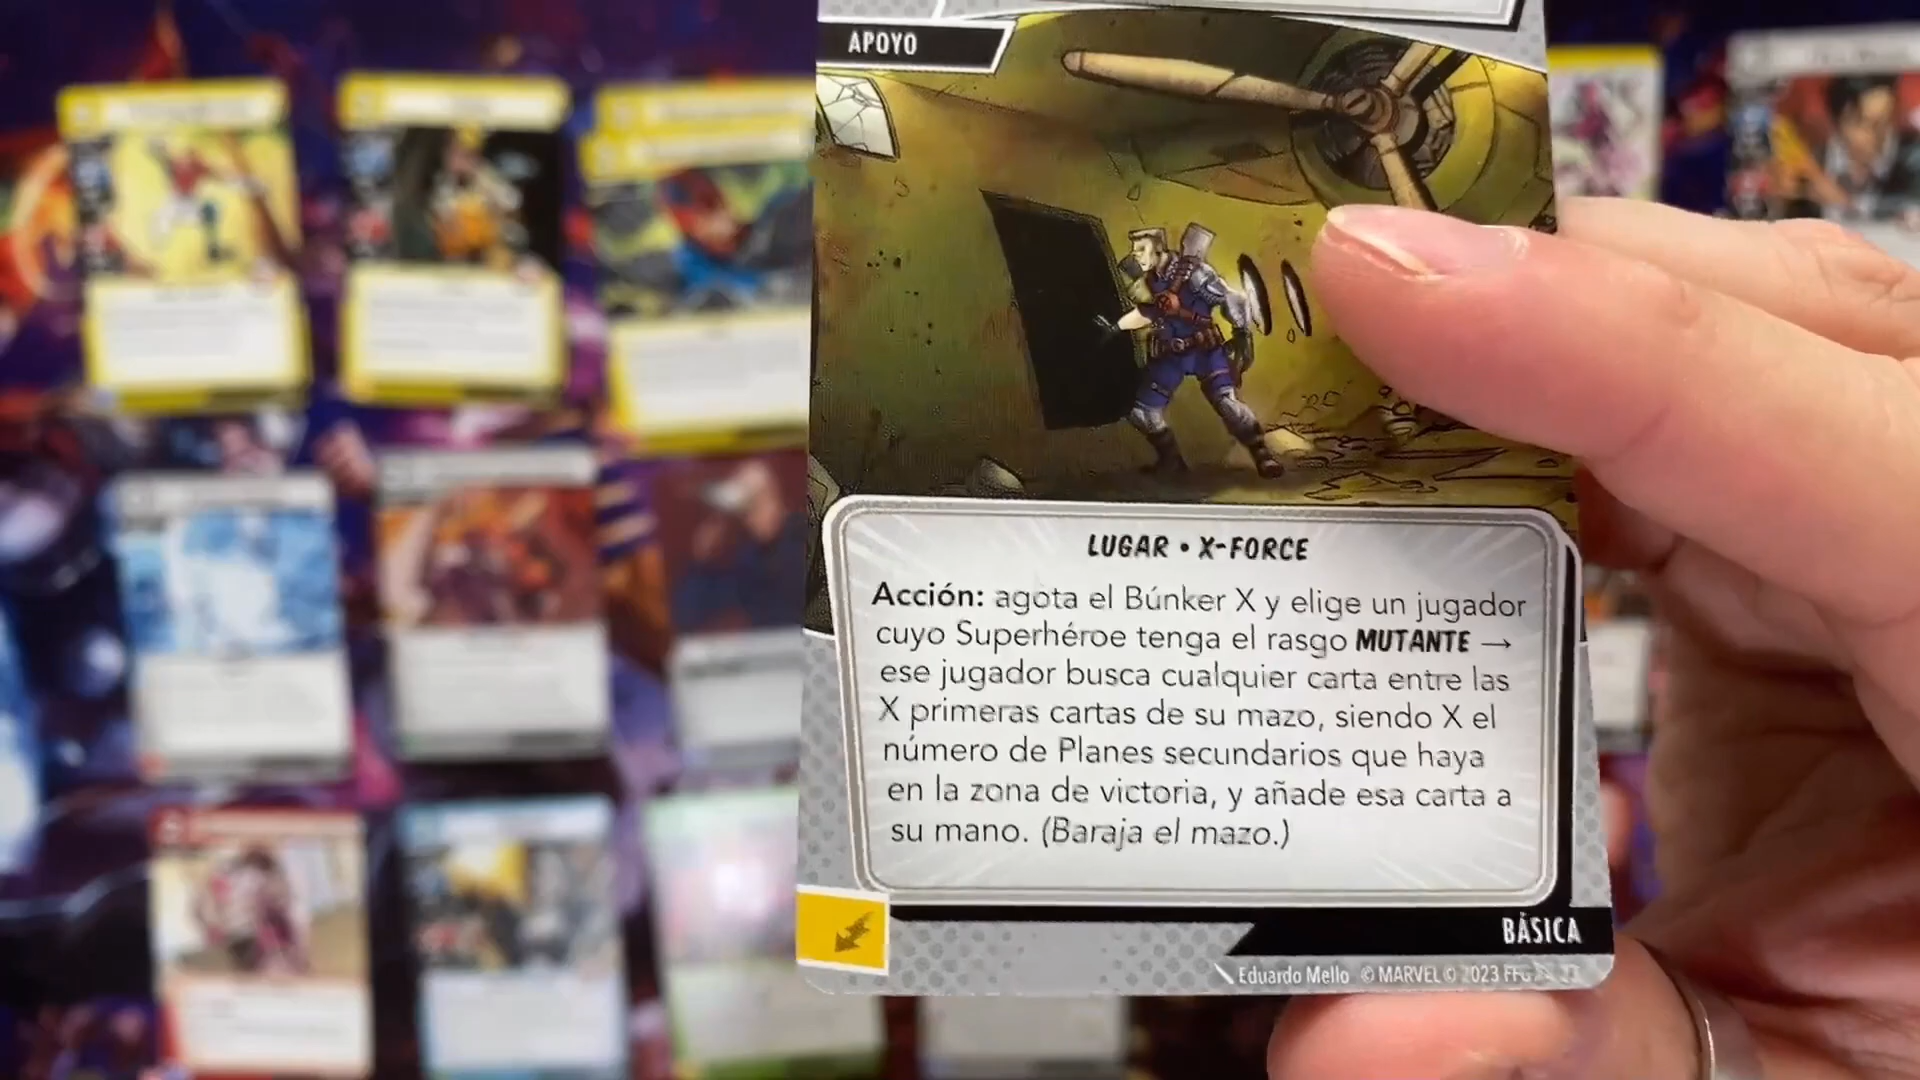 APOYO
LUGAR • X-FORCE
Acción: agota el Búnker X y elige un jugador
cuyo Superhéroe tenga el rasgo MUTANTE →
ese jugador busca cualquier carta entre las
X primeras cartas de su mazo, siendo X el
número de Planes secundarios que haya
en la zona de victoria, y añade esa carta a
su mano. (Baraja el mazo.)
BÁSICA
Eduardo Mello © MARVEL © 2023 FFG